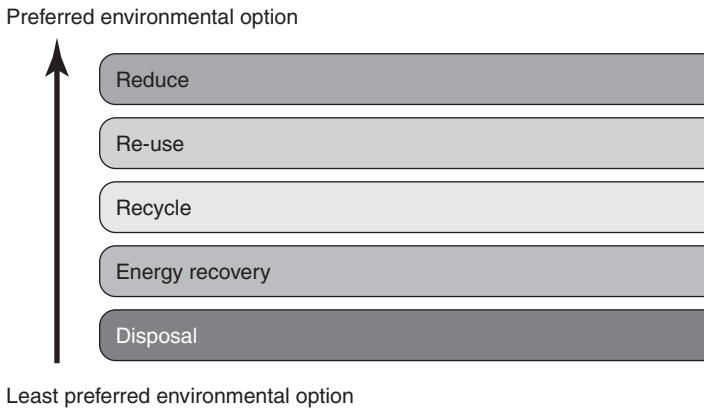 Preferred environmental option
Reduce
Re-use
Recycle
Energy recovery
Disposal
Least preferred environmental option